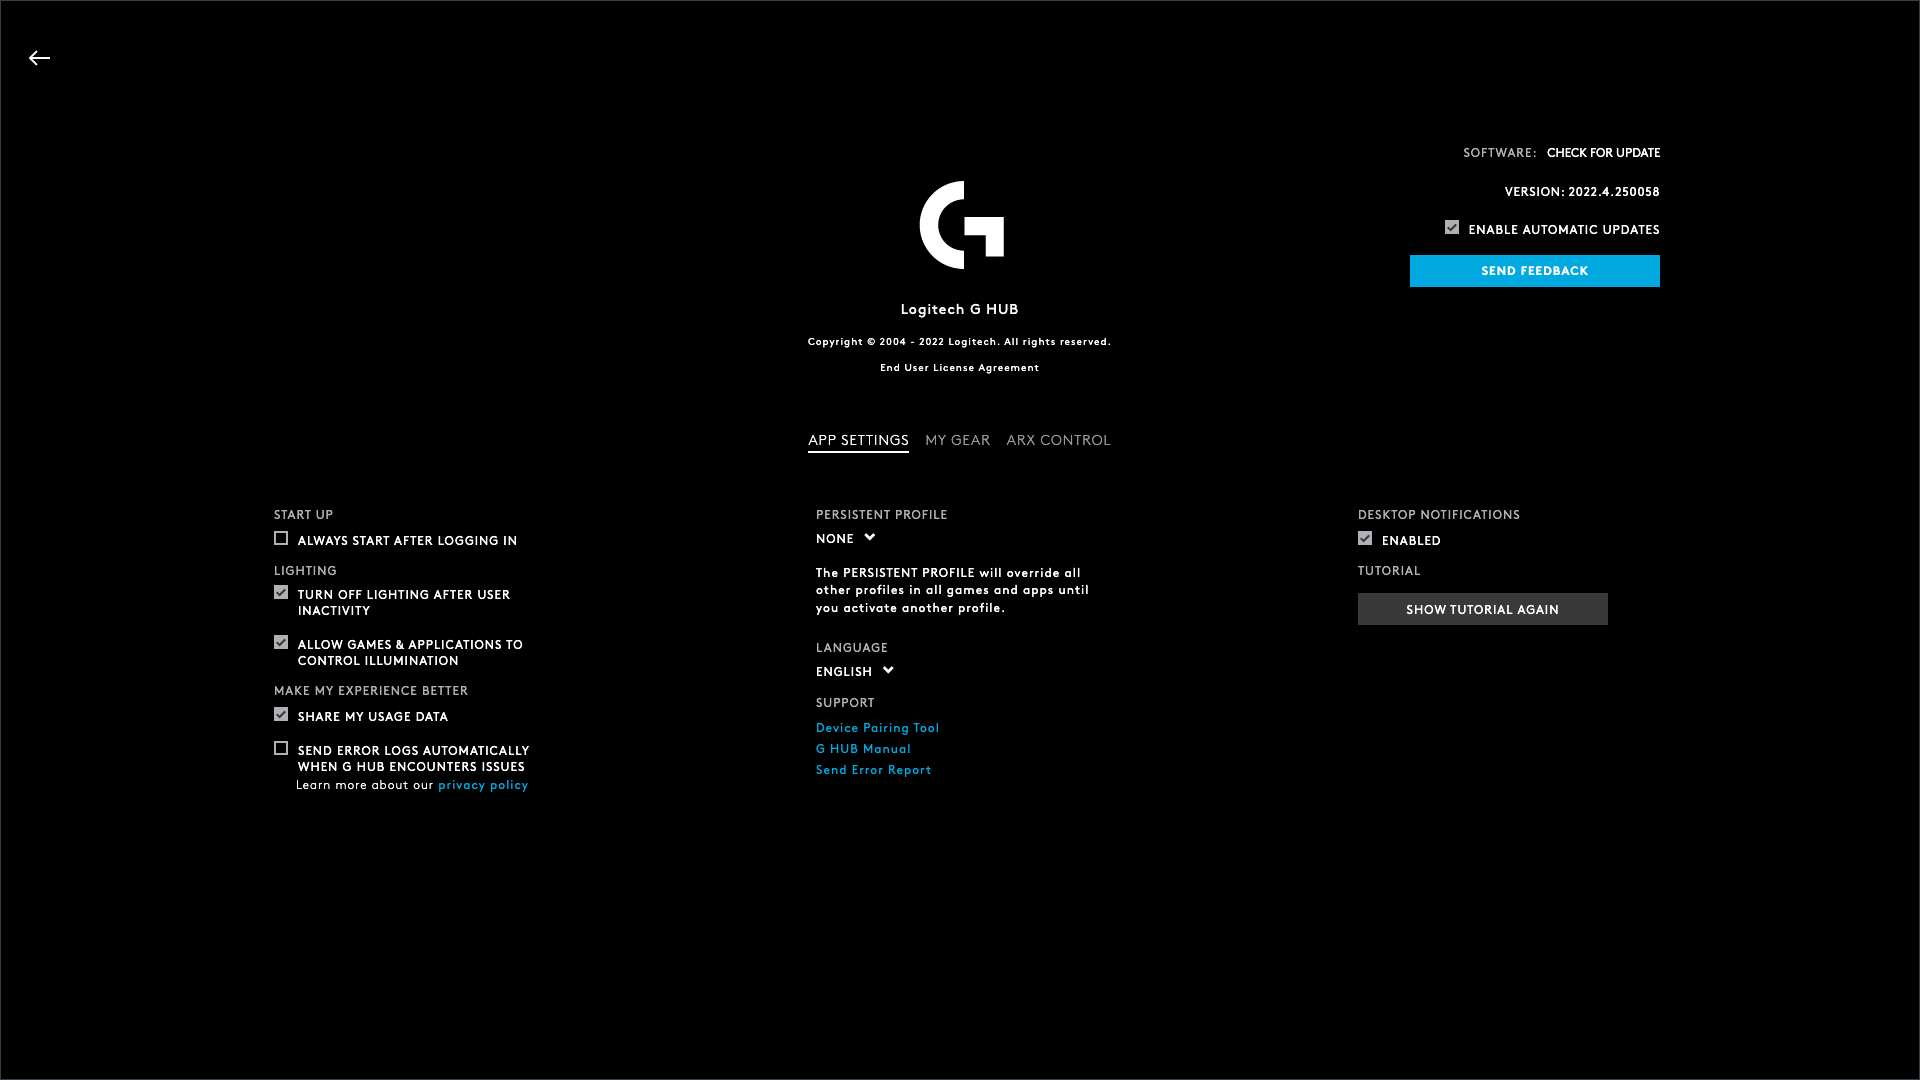 SOFTWARE: CHECK FOR UPDATE
VERSION: 2022.4.250058
ENABLE AUTOMATIC UPDATES
SEND FEEDBACK
Logitech G HUB
Copyright © 2004 - 2022 Logitech. All rights reserved.
End User License Agreement
APP SETTINGS MY GEAR ARX CONTROL
START UP
ALWAYS START AFTER LOGGING IN
LIGHTING
TURN OFF LIGHTING AFTER USER
INACTIVITY
ALLOW GAMES & APPLICATIONS TO
CONTROL ILLUMINATION
MAKE MY EXPERIENCE BETTER
SHARE MY USAGE DATA
SEND ERROR LOGS AUTOMATICALLY
WHEN G HUB ENCOUNTERS ISSUES
Learn more about our privacy policy
PERSISTENT PROFILE
NONE
The PERSISTENT PROFILE will override all
other profiles in all games and apps until
you activate another profile.
LANGUAGE
ENGLISH
SUPPORT
Device Pairing Tool
G HUB Manual
Send Error Report
DESKTOP NOTIFICATIONS
ENABLED
TUTORIAL
SHOW TUTORIAL AGAIN